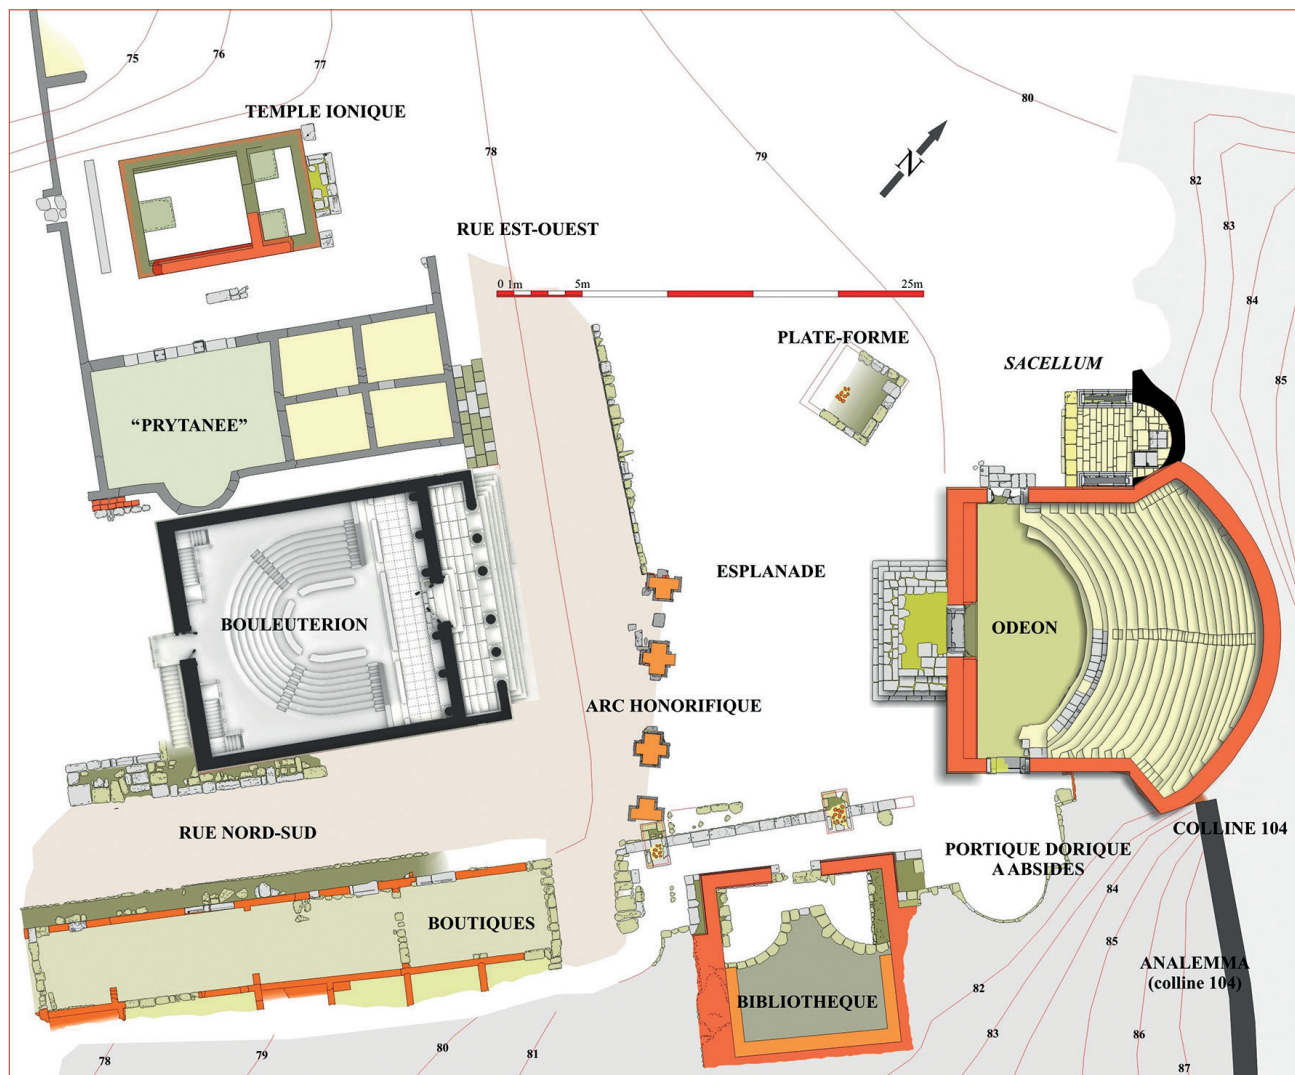 75
76
77
TEMPLE IONIQUE
78
79
80
N
82
83
84
85
RUE EST-OUEST
0 1m 5m 25m
PLATE-FORME
SACELLUM
“PRYTANEE”
ESPLANADE
BOULEUTERION
ODEON
ARC HONORIFIQUE
RUE NORD-SUD
COLLINE 104
PORTIQUE DORIQUE
A ABSIDES
84
BOUTIQUES
85
ANALEMMA
(colline 104)
BIBLIOTHEQUE
82
83
86
87
78
79
80
81